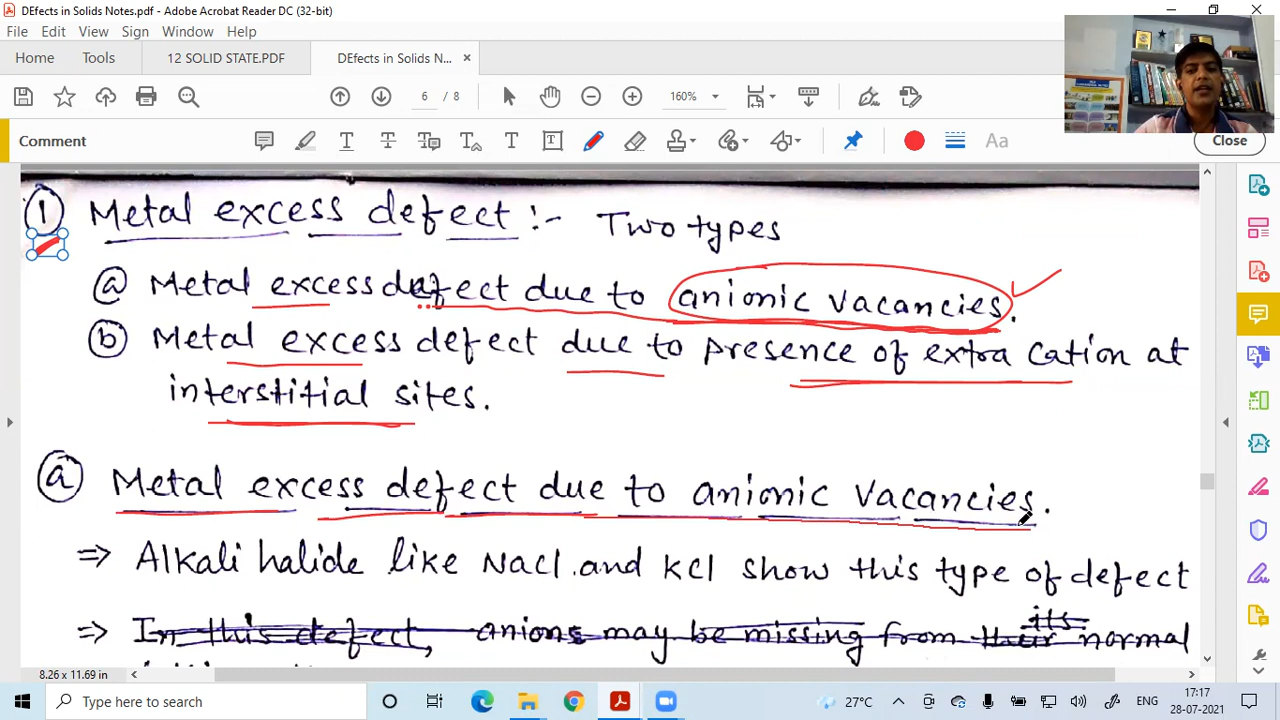 DEfects in Solids Notes.pdf - Adobe Acrobat Reader DC (32-bit)
File Edit View Sign Window Help
Home Tools 12 SOLID STATE.PDF DEfects in Solids N... ×
6 / 8 160%
Comment Close
① Metal excess defect :- Two types
ⓐ Metal excess defect due to anionic vacancies.
ⓑ Metal excess defect due to presence of extra cation at
interstitial sites.
ⓐ Metal excess defect due to anionic vacancies.
⇒ Alkali halide like NaCl and KCl show this type of defect
its
⇒ In this defect, anions may be missing from their normal
8.26 x 11.69 in
Type here to search
27°C ENG 17:17
28-07-2021